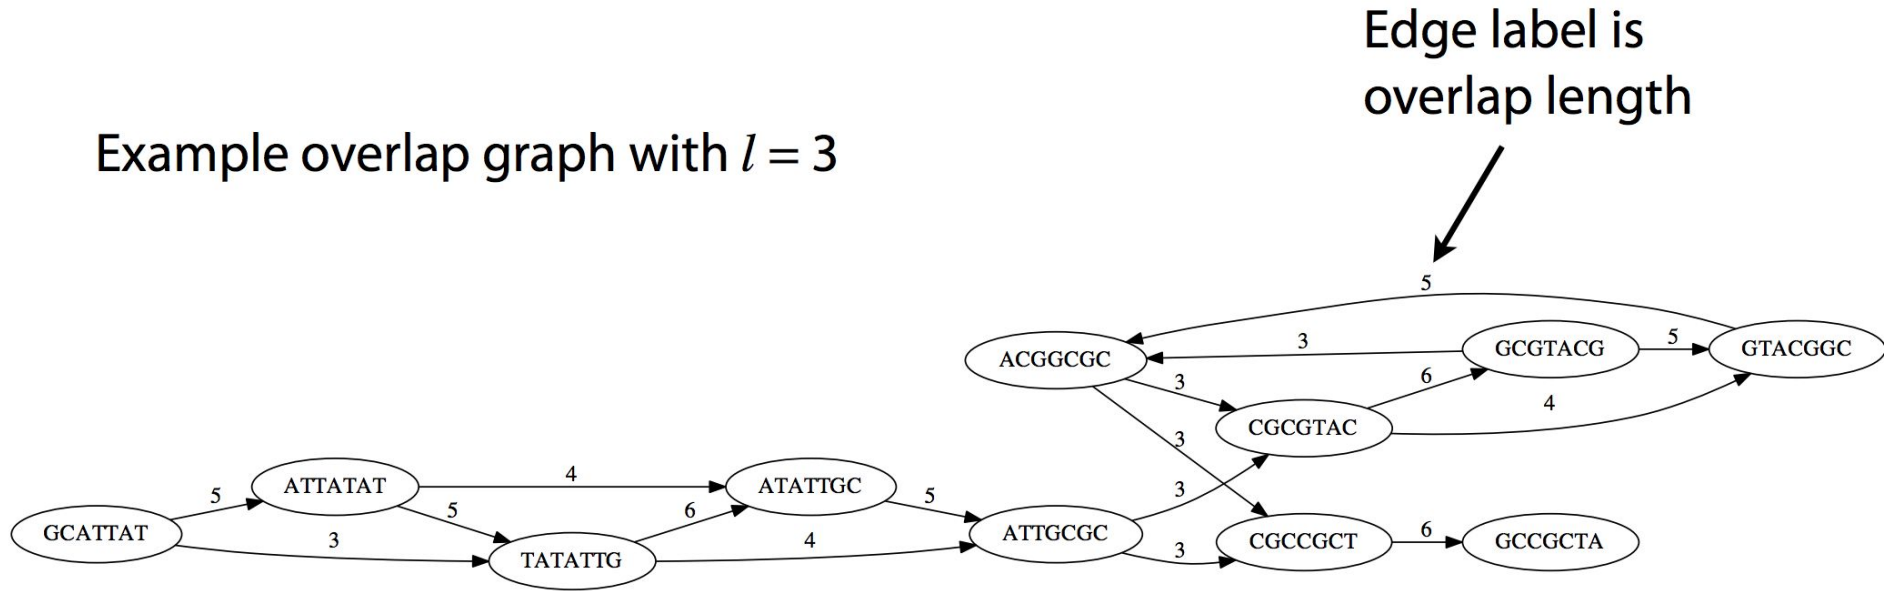 Edge label is
overlap length
Example overlap graph with l = 3
5
ACGGCGC
3
GCGTACG
5
GTACGGC
3
6
4
CGCGTAC
3
3
GCATTAT
5
ATTATAT
4
ATATTGC
5
ATTGCGC
3
5
TATATTG
6
4
3
CGCCGCT
6
GCCGCTA